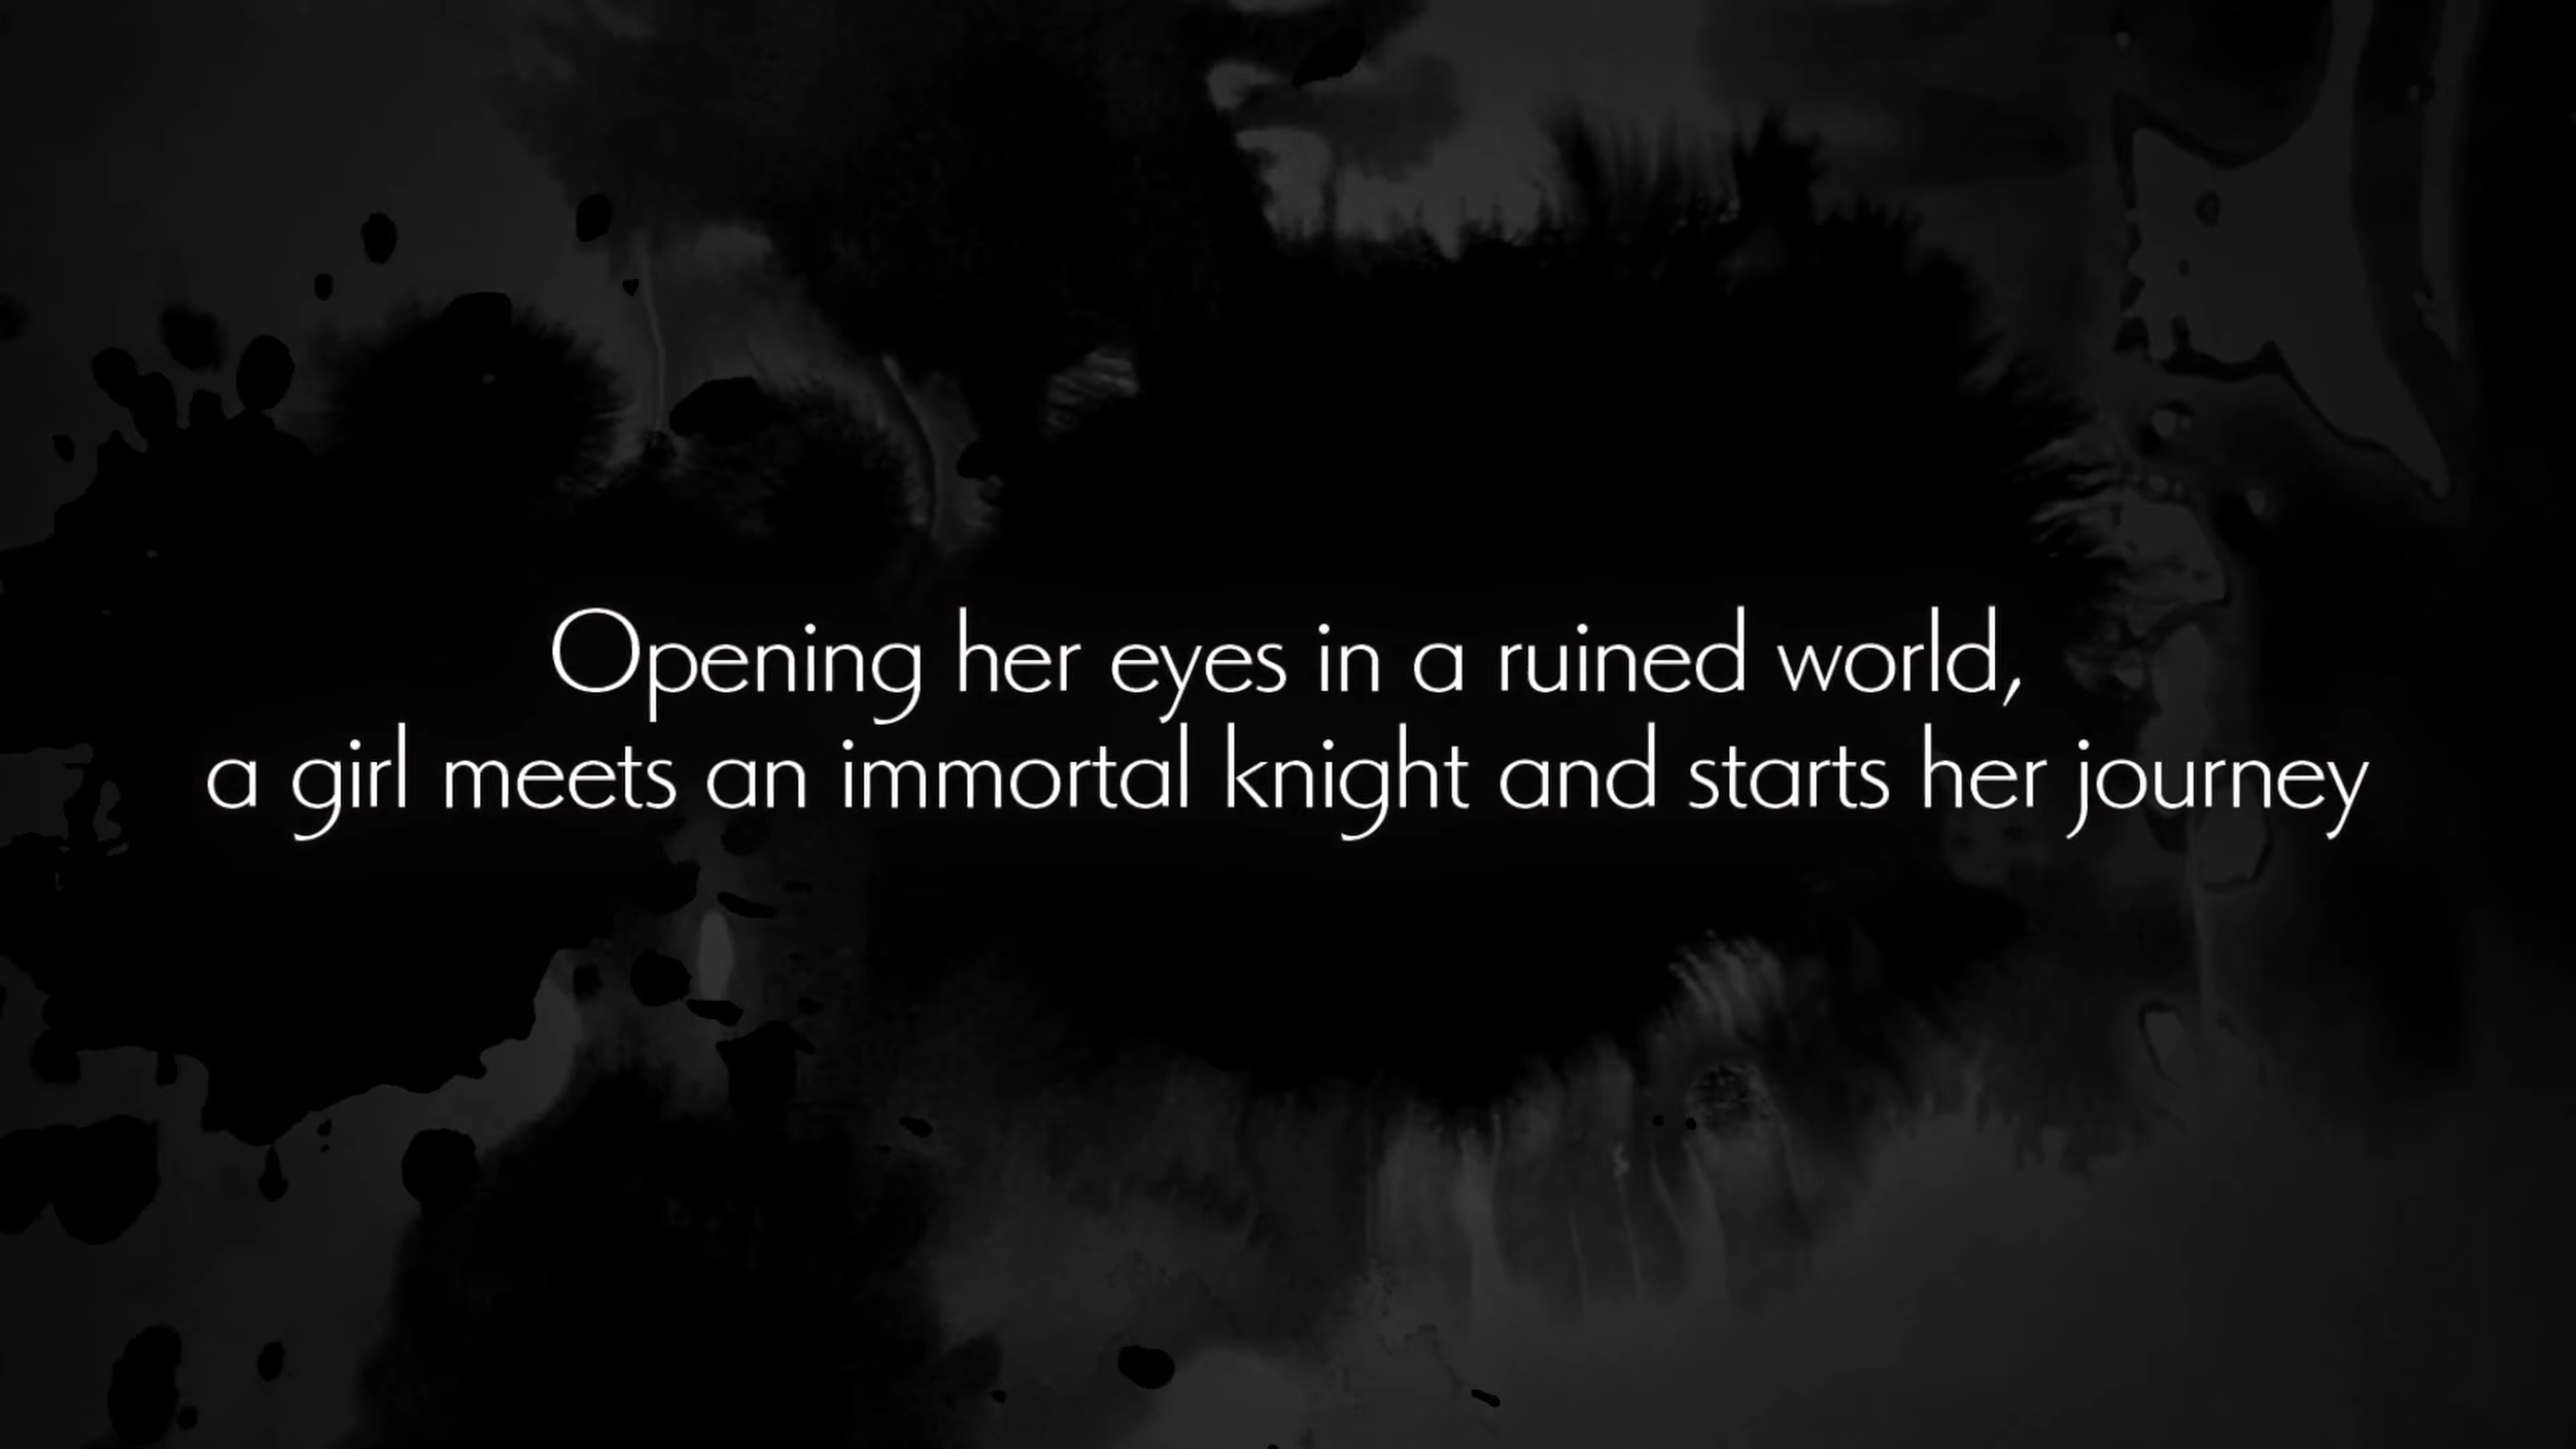 Opening her eyes in a ruined world,
a girl meets an immortal knight and starts her journey